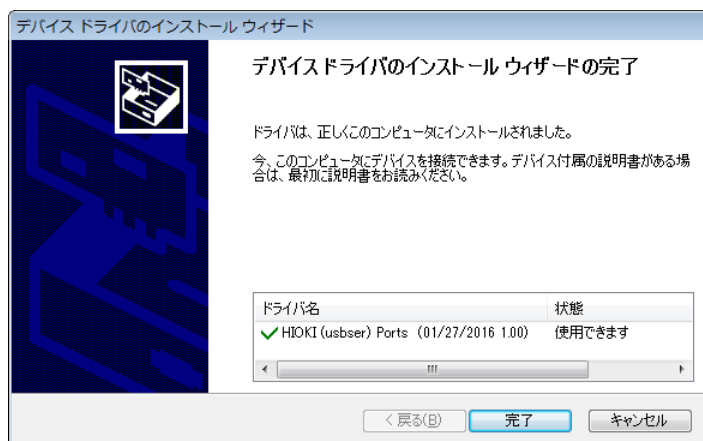 デバイス ドライバのインストール ウィザード
デバイス ドライバのインストール ウィザードの完了
ドライバは、正しくこのコンピュータにインストールされました。
今、このコンピュータにデバイスを接続できます。デバイス付属の説明書がある場
合は、最初に説明書をお読みください。
ドライバ名 状態
HIOKI (usbser) Ports (01/27/2016 1.00) 使用できます
< 戻る(B) 完了 キャンセル